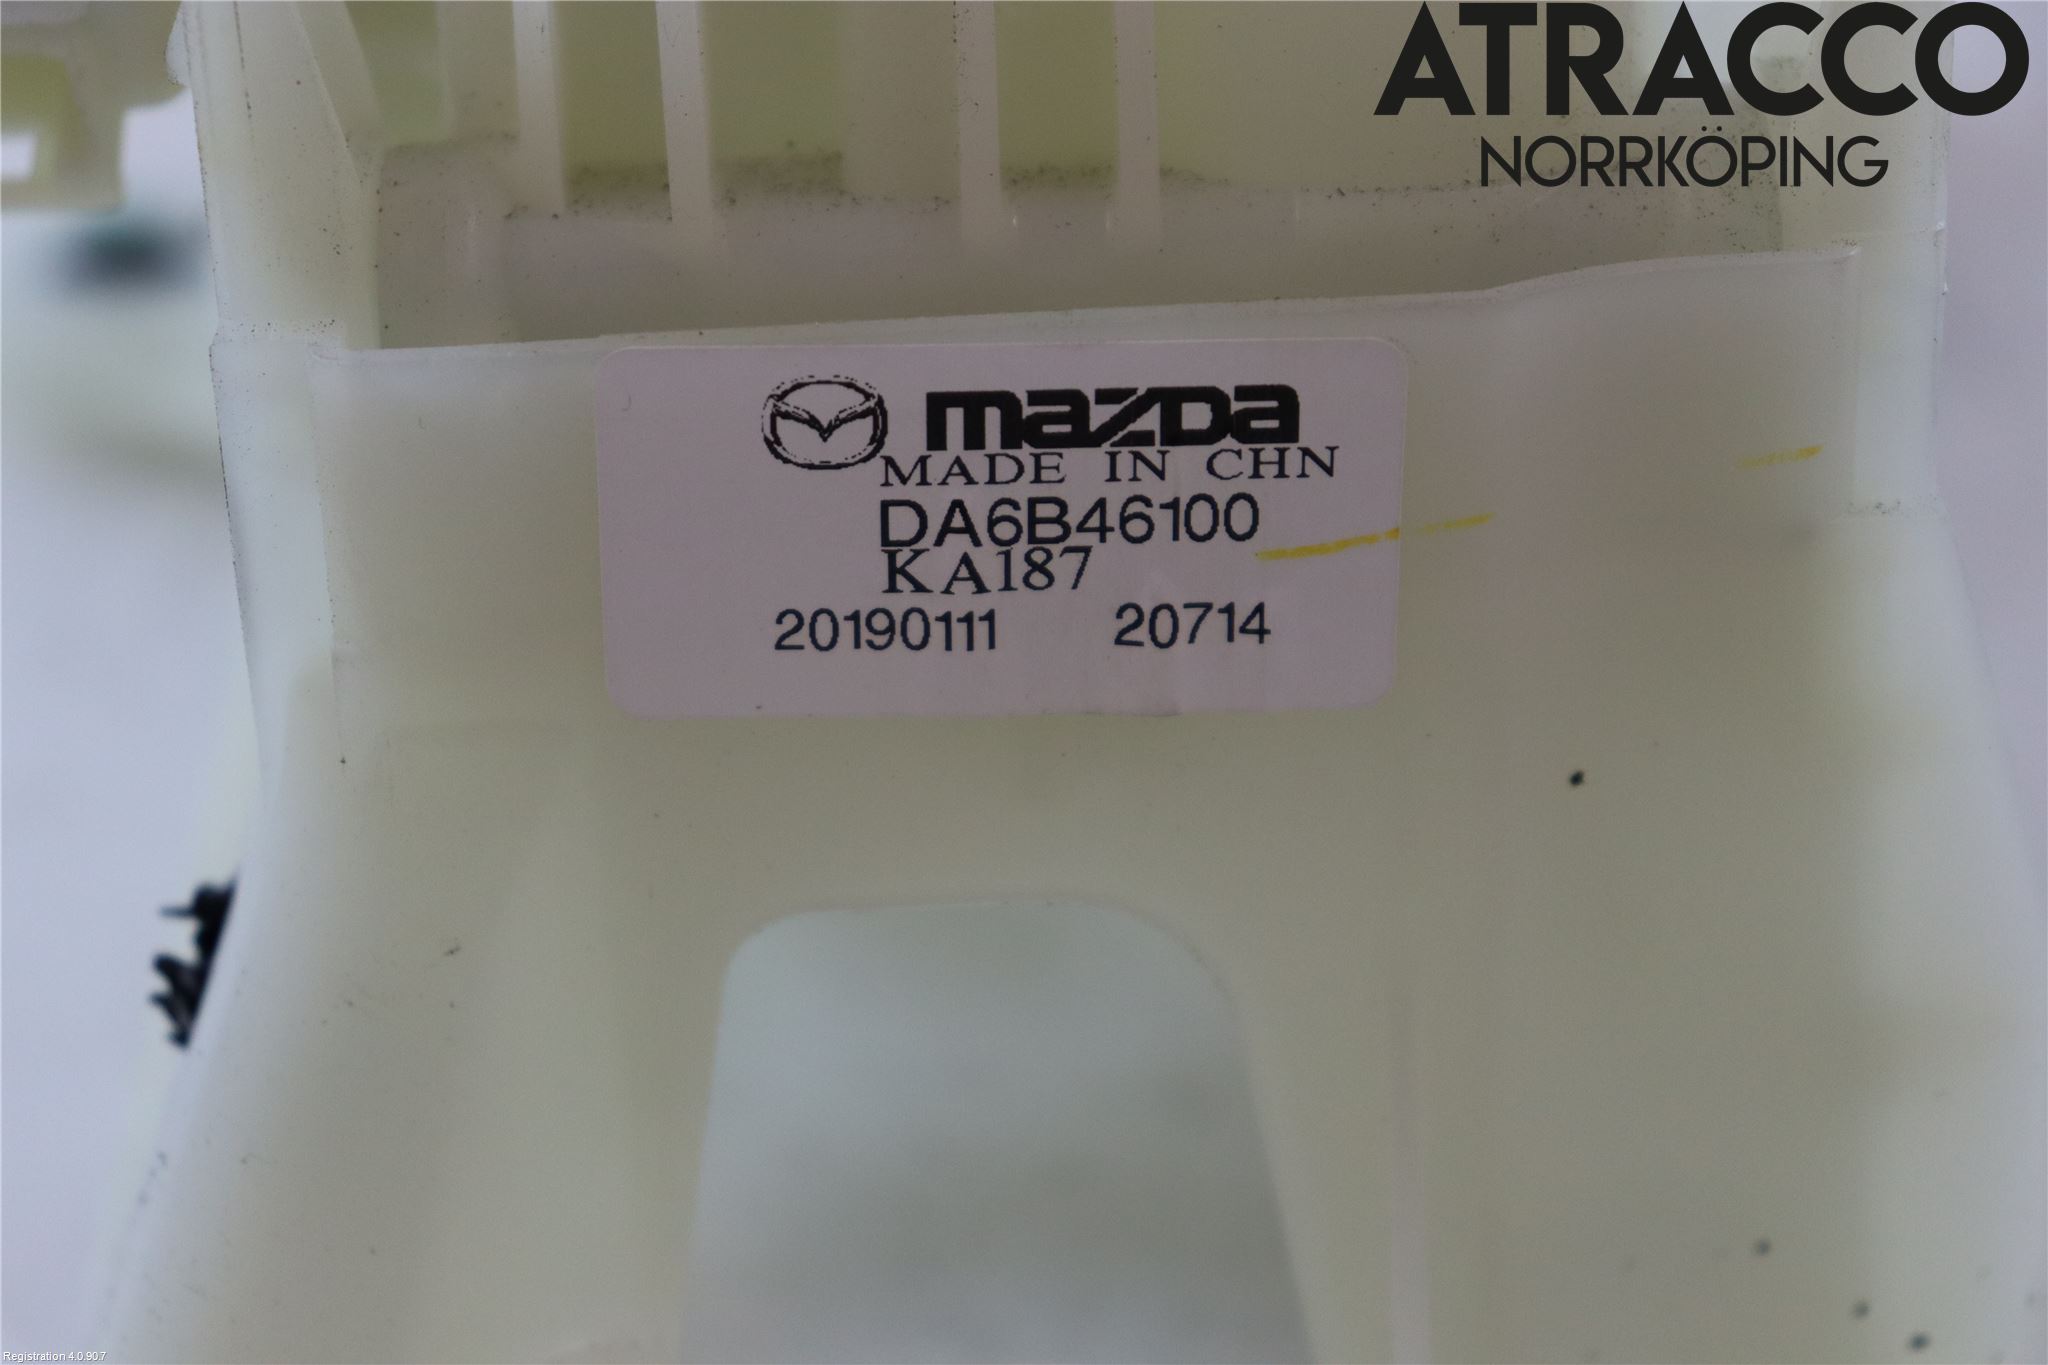 ATRACCO
NORRKÖPING
mazda
MADE IN CHN
DA6B46100
KA187
20190111 20714
Registration 4.0.90.7